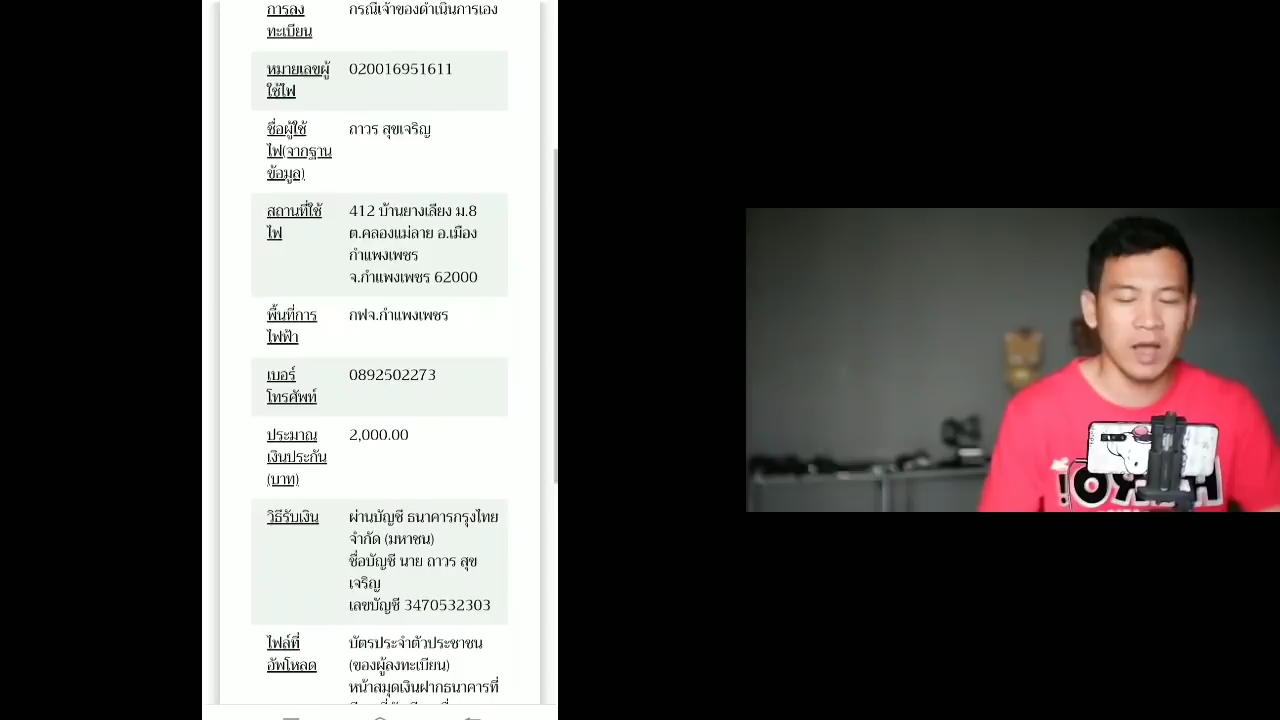 การลง
ทะเบียน
กรณีเจ้าของดำเนินการเอง
หมายเลขผู้
ใช้ไฟ
020016951611
ชื่อผู้ใช้
ไฟ(จากฐาน
ข้อมูล)
ถาวร สุขเจริญ
สถานที่ใช้
ไฟ
412 บ้านยางเลียง ม.8
ต.คลองแม่ลาย อ.เมือง
กำแพงเพชร
จ.กำแพงเพชร 62000
พื้นที่การ
ไฟฟ้า
กฟจ.กำแพงเพชร
เบอร์
โทรศัพท์
0892502273
ประมาณ
เงินประกัน
(บาท)
2,000.00
วิธีรับเงิน
ผ่านบัญชี ธนาคารกรุงไทย
จำกัด (มหาชน)
ชื่อบัญชี นาย ถาวร สุข
เจริญ
เลขบัญชี 3470532303
ไฟล์ที่
อัพโหลด
บัตรประจำตัวประชาชน
(ของผู้ลงทะเบียน)
หน้าสมุดเงินฝากธนาคารที่